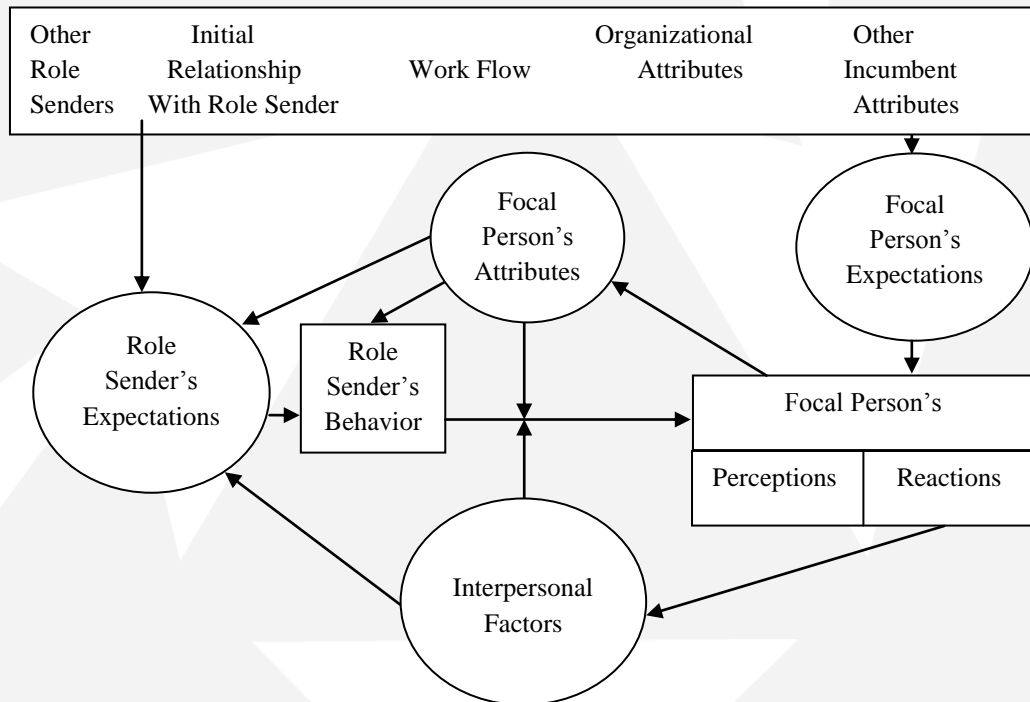 Other Initial Organizational Other
Role Relationship Work Flow Attributes Incumbent
Senders With Role Sender Attributes
Focal
Person’s
Attributes
Focal
Person’s
Expectations
Role
Sender’s
Expectations
Role
Sender’s
Behavior
Focal Person’s
Perceptions Reactions
Interpersonal
Factors